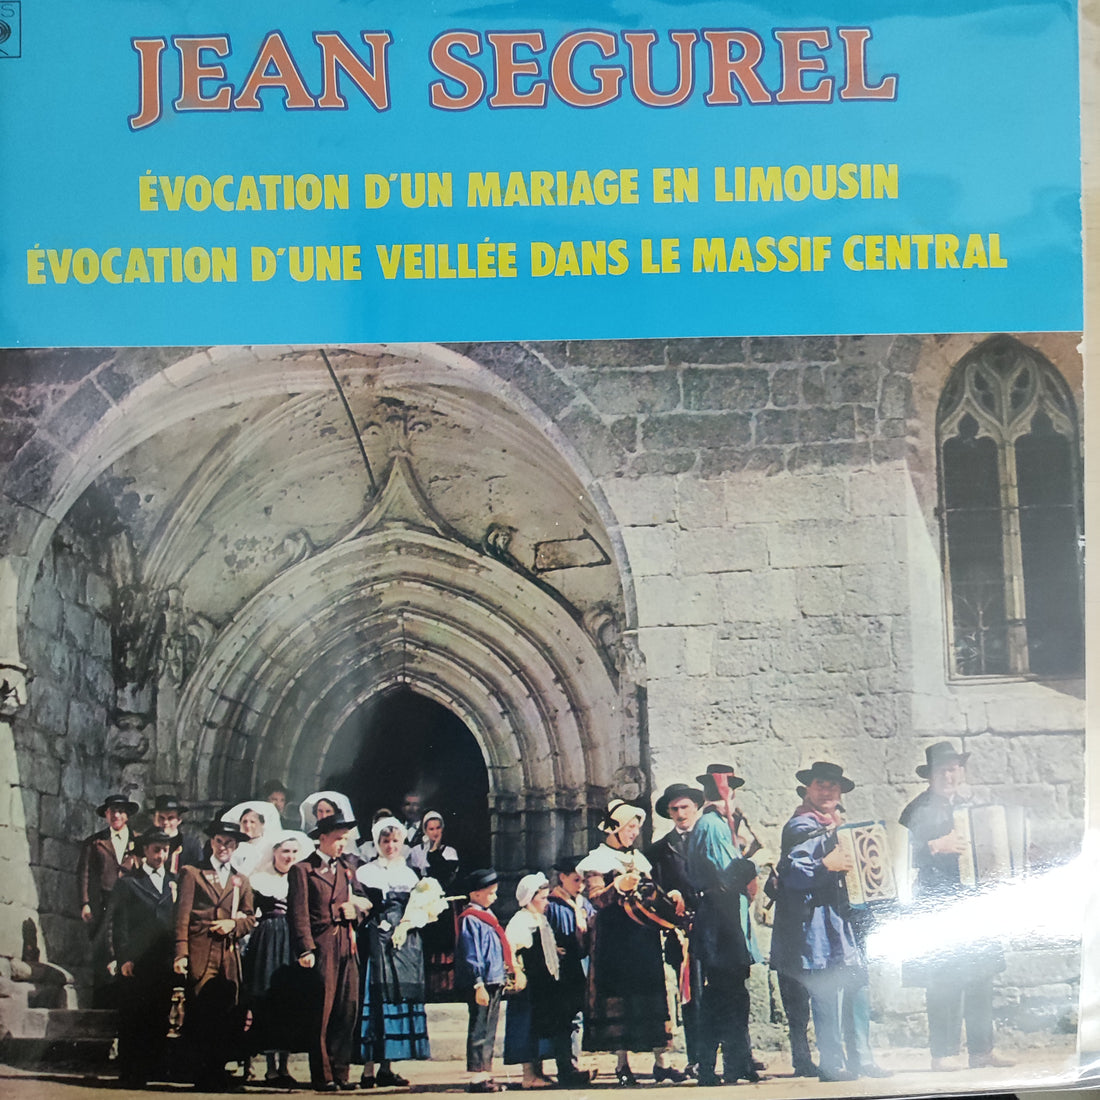 JEAN SEGUREL
ÉVOCATION D'UN MARIAGE EN LIMOUSIN
ÉVOCATION D'UNE VEILLÉE DANS LE MASSIF CENTRAL